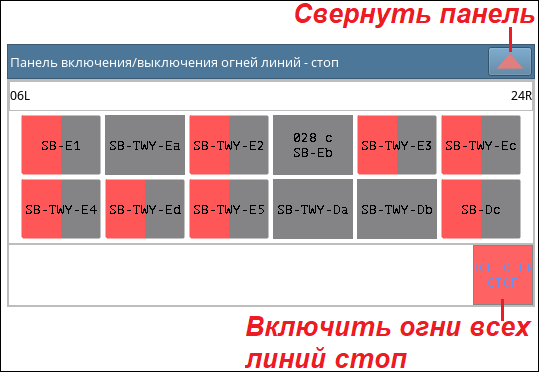 Свернуть панель
Панель включения/выключения огней линий - стоп
06L 24R
SB-E1 SB-TWY-Ea SB-TWY-E2 028 с SB-Eb SB-TWY-E3 SB-TWY-Ec
SB-TWY-E4 SB-TWY-Ed SB-TWY-E5 SB-TWY-Da SB-TWY-Db SB-Dc
СТОП
Включить огни всех
линий стоп